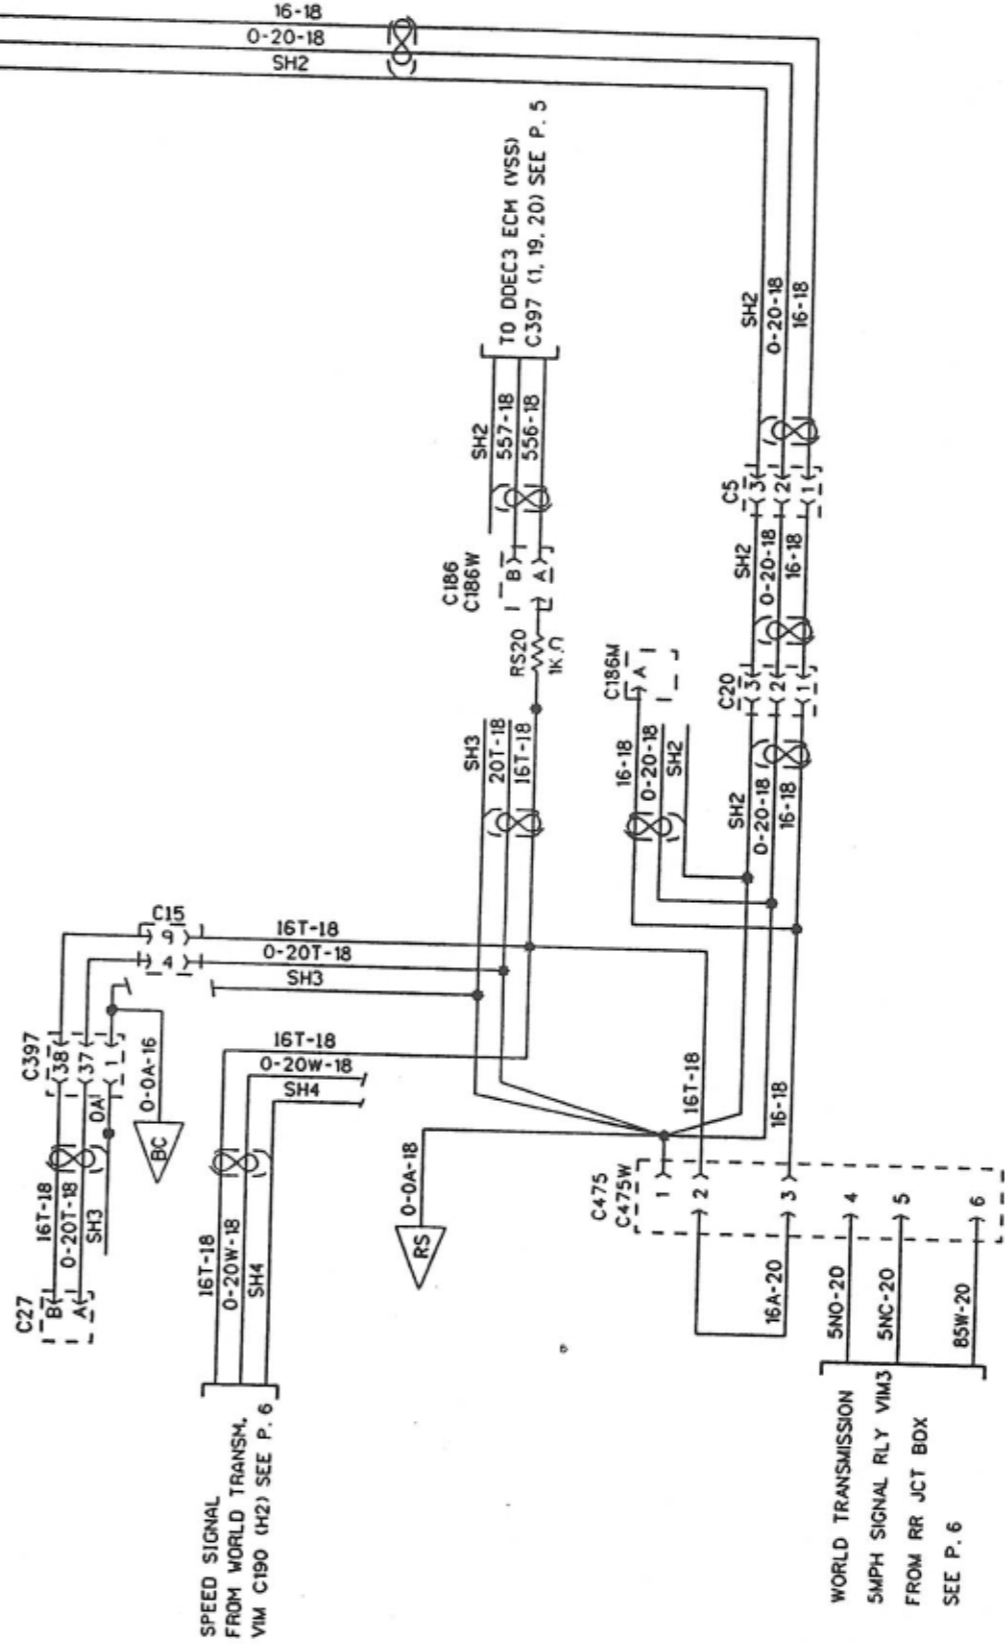 16-18
0-20-18
SH2
TO DDEC3 ECM (VSS)
C397 (1, 19, 20) SEE P. 5
SH2
557-18
556-18
C186
C186W
B
A
RS20
1K Ω
SH2
0-20-18
16-18
C5
3
2
1
SH2
0-20-18
16-18
C20
3
2
1
SH2
0-20-18
16-18
C186M
A
16-18
0-20-18
SH2
SH3
20T-18
16T-18
C15
9
4
16T-18
0-20T-18
SH3
C397
38
37
1
0A
0-0A-16
BC
16T-18
0-20T-18
SH3
C27
B
A
16T-18
0-20W-18
SH4
16T-18
0-20W-18
SH4
SPEED SIGNAL
FROM WORLD TRANSM.
VIM C190 (H2) SEE P. 6
0-0A-18
RS
16T-18
16-18
C475
C475W
1
2
3
4
5
6
16A-20
5NO-20
5NC-20
85W-20
WORLD TRANSMISSION
5MPH SIGNAL RLY VIM3
FROM RR JCT BOX
SEE P. 6